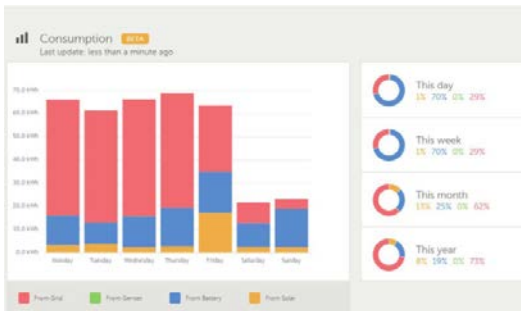 Consumption BETA
Last update: less than a minute ago
70.0 kWh
60.0 kWh
50.0 kWh
40.0 kWh
30.0 kWh
20.0 kWh
10.0 kWh
0.0 kWh
Monday Tuesday Wednesday Thursday Friday Saturday Sunday
From Grid From Genset From Battery From Solar
This day
1% 70% 0% 29%
This week
1% 70% 0% 29%
This month
13% 25% 0% 62%
This year
8% 19% 0% 73%